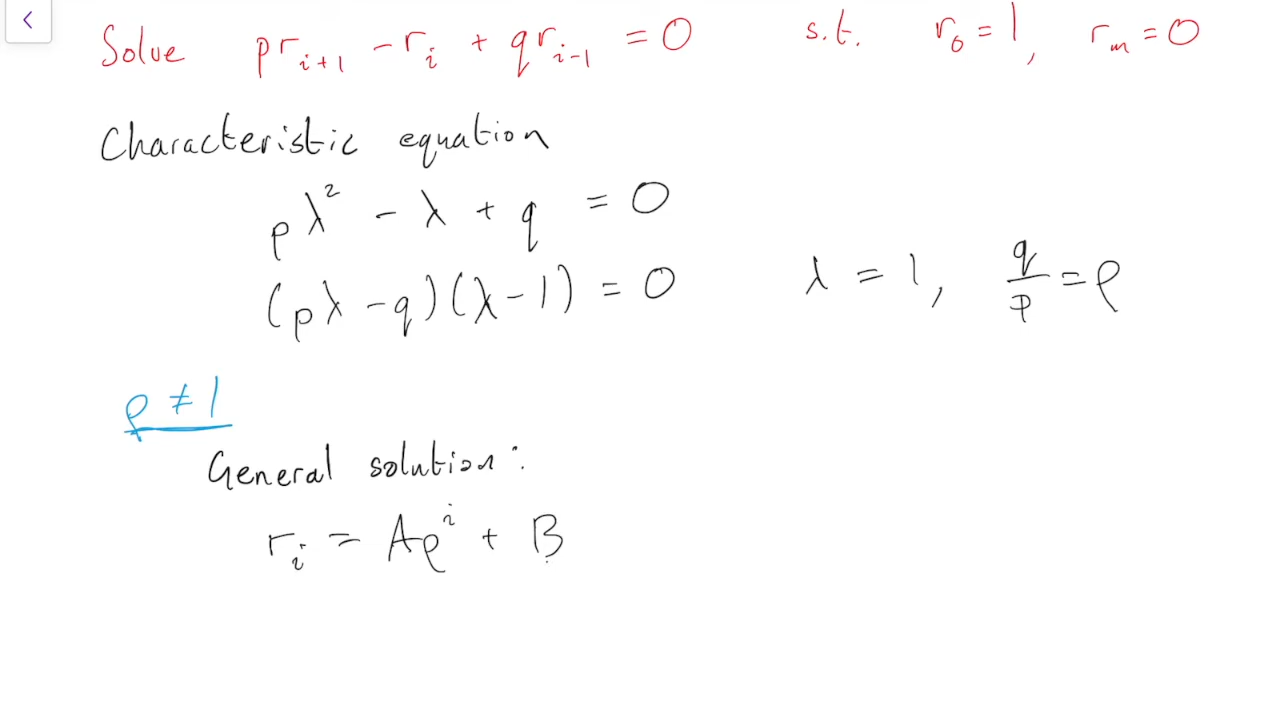 Solve pr_{i+1} - r_i + qr_{i-1} = 0 s.t. r_0 = 1, r_m = 0
Characteristic equation
pλ² - λ + q = 0
(pλ - q)(λ - 1) = 0 λ = 1, q/p = ρ
ρ ≠ 1
General solution:
r_i = Aρ^i + B